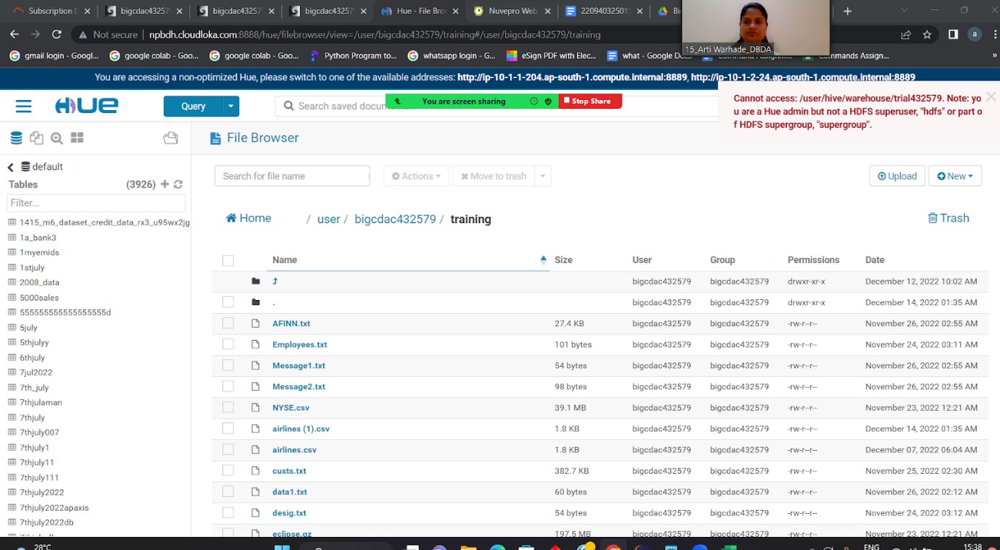 Subscription D
bigcdac43257
bigcdac43257
bigcdac43257
Hue - File Bro
Nuvepro Web
220940325015
Bi
Not secure | npbdh.cloudloka.com:8888/hue/filebrowser/view=/user/bigcdac432579/training#/user/bigcdac432579/training
a
gmail login - Googl...
google colab - Goo...
google colab - Goo...
Python Program to...
whatsapp login - G...
eSign PDF with Elec...
what - Google Docs
Command Assignm...
Commands Assign...
»
15_Arti Warhade_DBDA
You are accessing a non-optimized Hue, please switch to one of the available addresses: http://ip-10-1-1-204.ap-south-1.compute.internal:8889, http://ip-10-1-2-24.ap-south-1.compute.internal:8889
HUE
Query
Search saved docum
You are screen sharing
Stop Share
Cannot access: /user/hive/warehouse/trial432579. Note: yo
u are a Hue admin but not a HDFS superuser, "hdfs" or part o
f HDFS supergroup, "supergroup".
File Browser
default
Tables (3926)
Filter...
1415_m6_dataset_credit_data_rx3_u95wx2jg
1a_bank3
1myemids
1stjuly
2008_data
5000sales
555555555555555555d
5july
5thjulyy
6thjuly
7jul2022
7th_july
7thjulaman
7thjuly
7thjuly007
7thjuly1
7thjuly11
7thjuly111
7thjuly2022
7thjuly2022apaxis
7thjuly2022db
Search for file name
Actions
Move to trash
Upload
New
Home / user / bigcdac432579 / training
Trash
Name Size User Group Permissions Date
bigcdac432579 bigcdac432579 drwxr-xr-x December 12, 2022 10:02 AM
. bigcdac432579 bigcdac432579 drwxr-xr-x December 14, 2022 01:35 AM
AFINN.txt 27.4 KB bigcdac432579 bigcdac432579 -rw-r--r-- November 26, 2022 02:55 AM
Employees.txt 101 bytes bigcdac432579 bigcdac432579 -rw-r--r-- November 24, 2022 03:11 AM
Message1.txt 54 bytes bigcdac432579 bigcdac432579 -rw-r--r-- November 26, 2022 02:55 AM
Message2.txt 98 bytes bigcdac432579 bigcdac432579 -rw-r--r-- November 26, 2022 02:55 AM
NYSE.csv 39.1 MB bigcdac432579 bigcdac432579 -rw-r--r-- November 23, 2022 12:21 AM
airlines (1).csv 1.8 KB bigcdac432579 bigcdac432579 -rw-r--r-- December 14, 2022 01:35 AM
airlines.csv 1.8 KB bigcdac432579 bigcdac432579 -rw-r--r-- December 07, 2022 06:04 AM
custs.txt 382.7 KB bigcdac432579 bigcdac432579 -rw-r--r-- November 25, 2022 02:30 AM
data1.txt 60 bytes bigcdac432579 bigcdac432579 -rw-r--r-- November 26, 2022 02:12 AM
desig.txt 54 bytes bigcdac432579 bigcdac432579 -rw-r--r-- November 24, 2022 03:12 AM
eclipse.gz 197.5 MB bigcdac432579 bigcdac432579 -rw-r--r-- November 23, 2022 12:21 AM
28°C
ENG
15:38